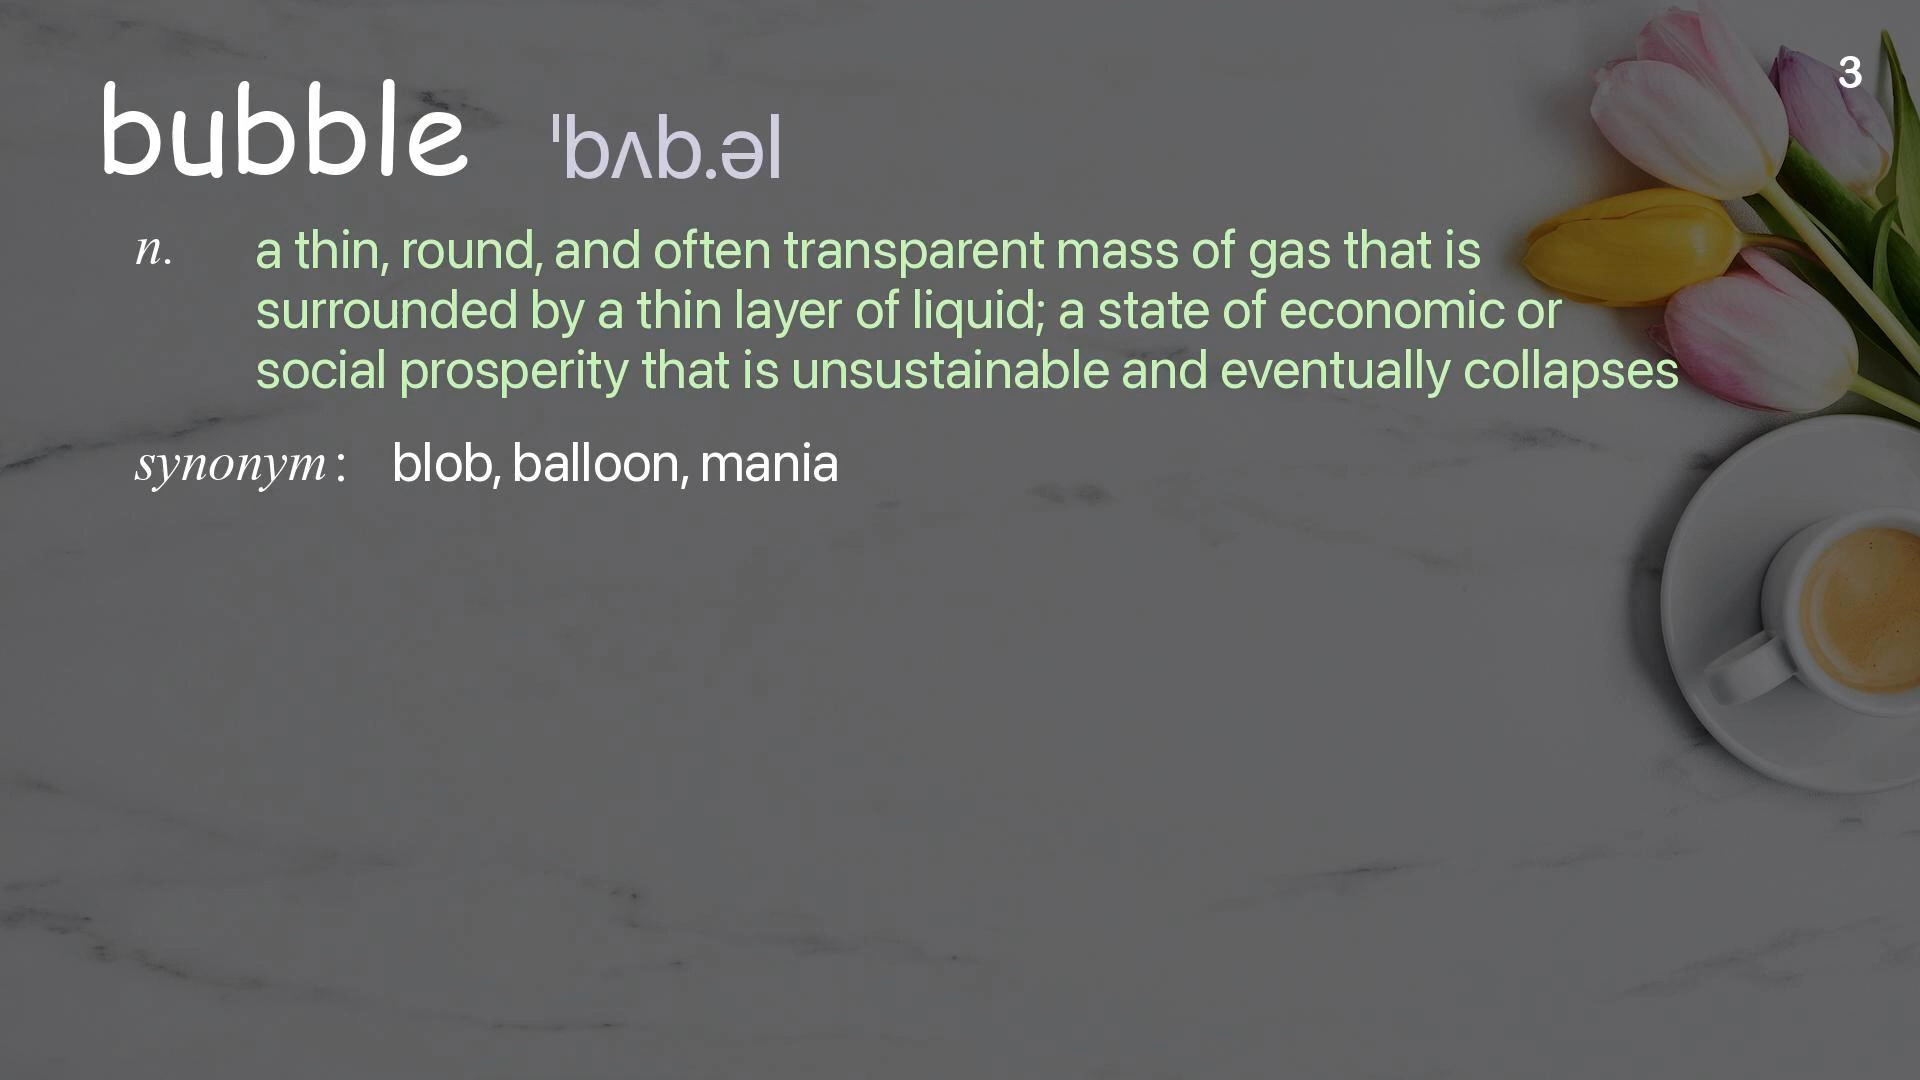 3
bubble ˈbʌb.əl
n. a thin, round, and often transparent mass of gas that is
surrounded by a thin layer of liquid; a state of economic or
social prosperity that is unsustainable and eventually collapses
synonym: blob, balloon, mania